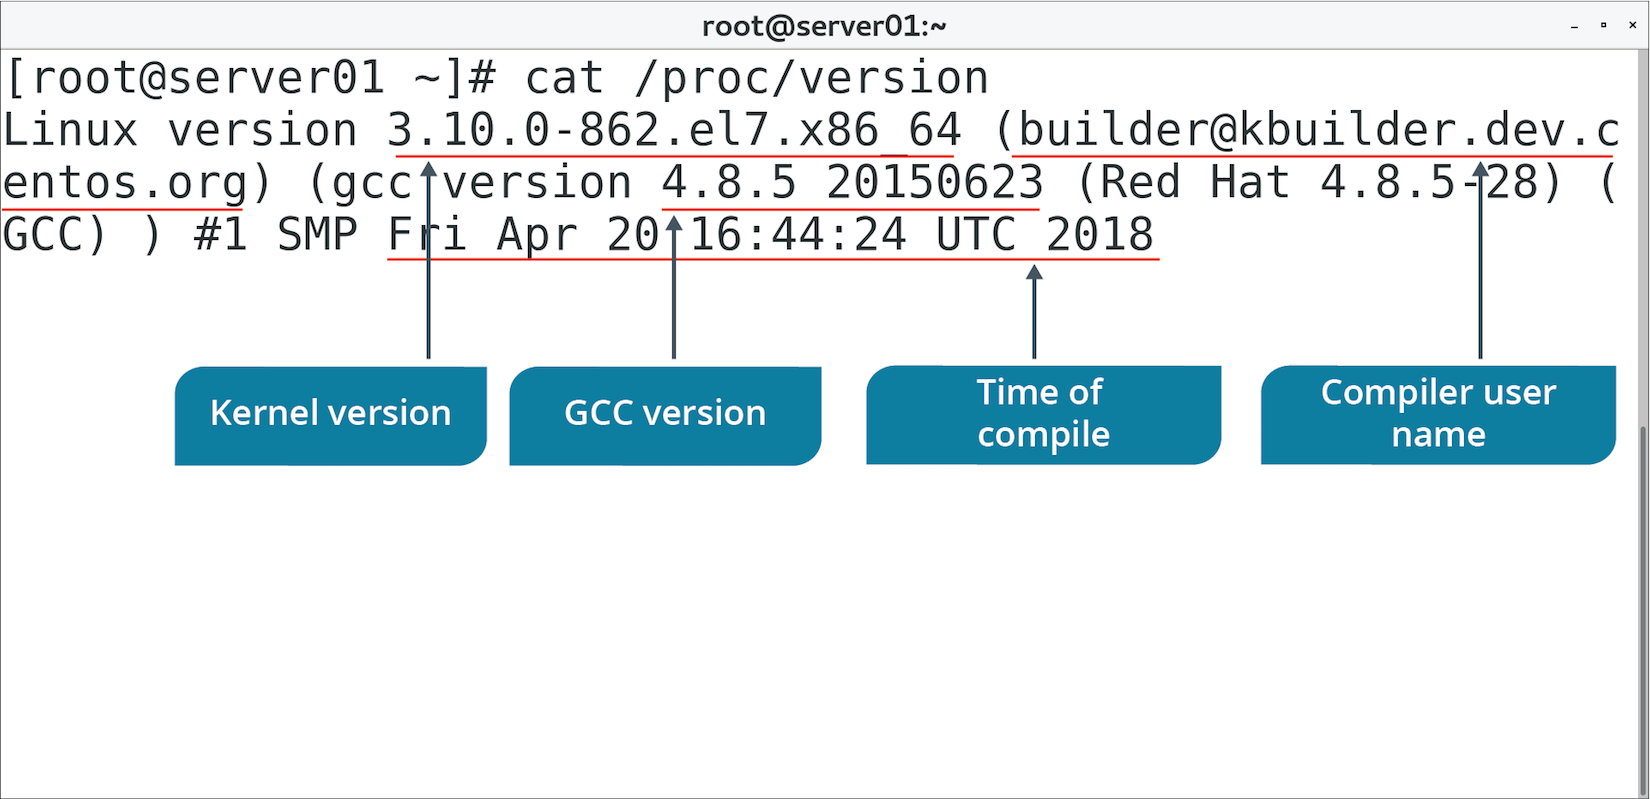 root@server01:~
[root@server01 ~]# cat /proc/version
Linux version 3.10.0-862.el7.x86_64 (builder@kbuilder.dev.c
entos.org) (gcc version 4.8.5 20150623 (Red Hat 4.8.5-28) (
GCC) ) #1 SMP Fri Apr 20 16:44:24 UTC 2018
Kernel version
GCC version
Time of
compile
Compiler user
name